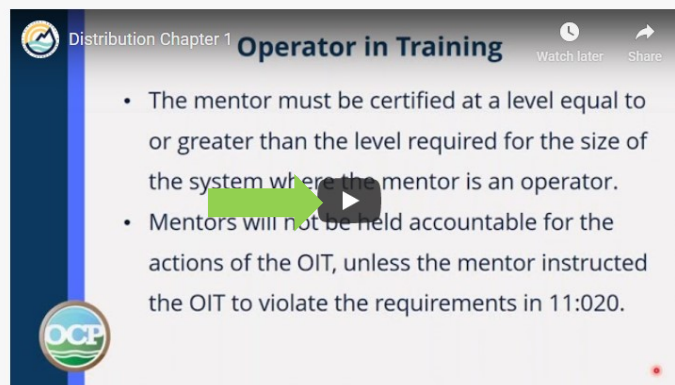 Distribution Chapter 1
Operator in Training
Watch later
Share
• The mentor must be certified at a level equal to
or greater than the level required for the size of
the system where the mentor is an operator.
• Mentors will not be held accountable for the
actions of the OIT, unless the mentor instructed
the OIT to violate the requirements in 11:020.
OCP